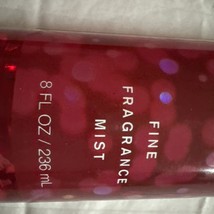 FINE
FRAGRANCE
MIST
8 FL OZ / 236 mL